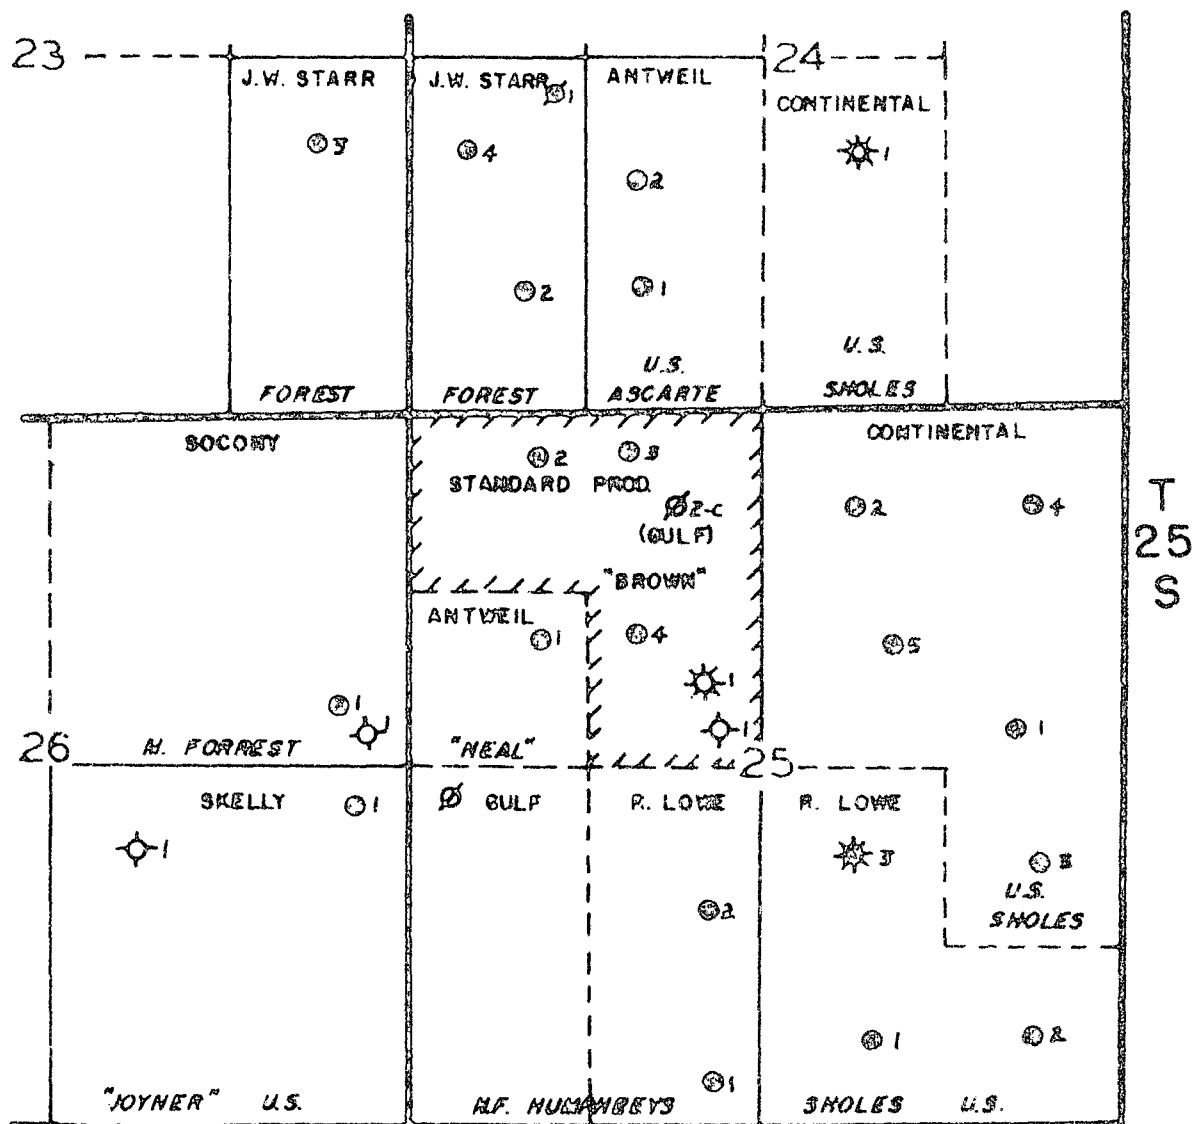 23 24
J.W. STARR J.W. STARR 1 ANTWEIL
CONTINENTAL
3 4 1
2
2 1
U.S. U.S.
FOREST FOREST ASCARTE SHOLES
SOCONY CONTINENTAL
2 3
STANDARD PROD.
2-C 2 4
(GULF)
T
25
S
"BROWN"
ANTWEIL 1 4 5
1
1 1 1 1
26 M. FORREST "NEAL" 25
SKELLY 1 GULF R. LOWE R. LOWE
1 3 3
U.S.
SHOLES
2
1 2
1
"JOYNER" U.S. M.F. HUMPHREYS SHOLES U.S.